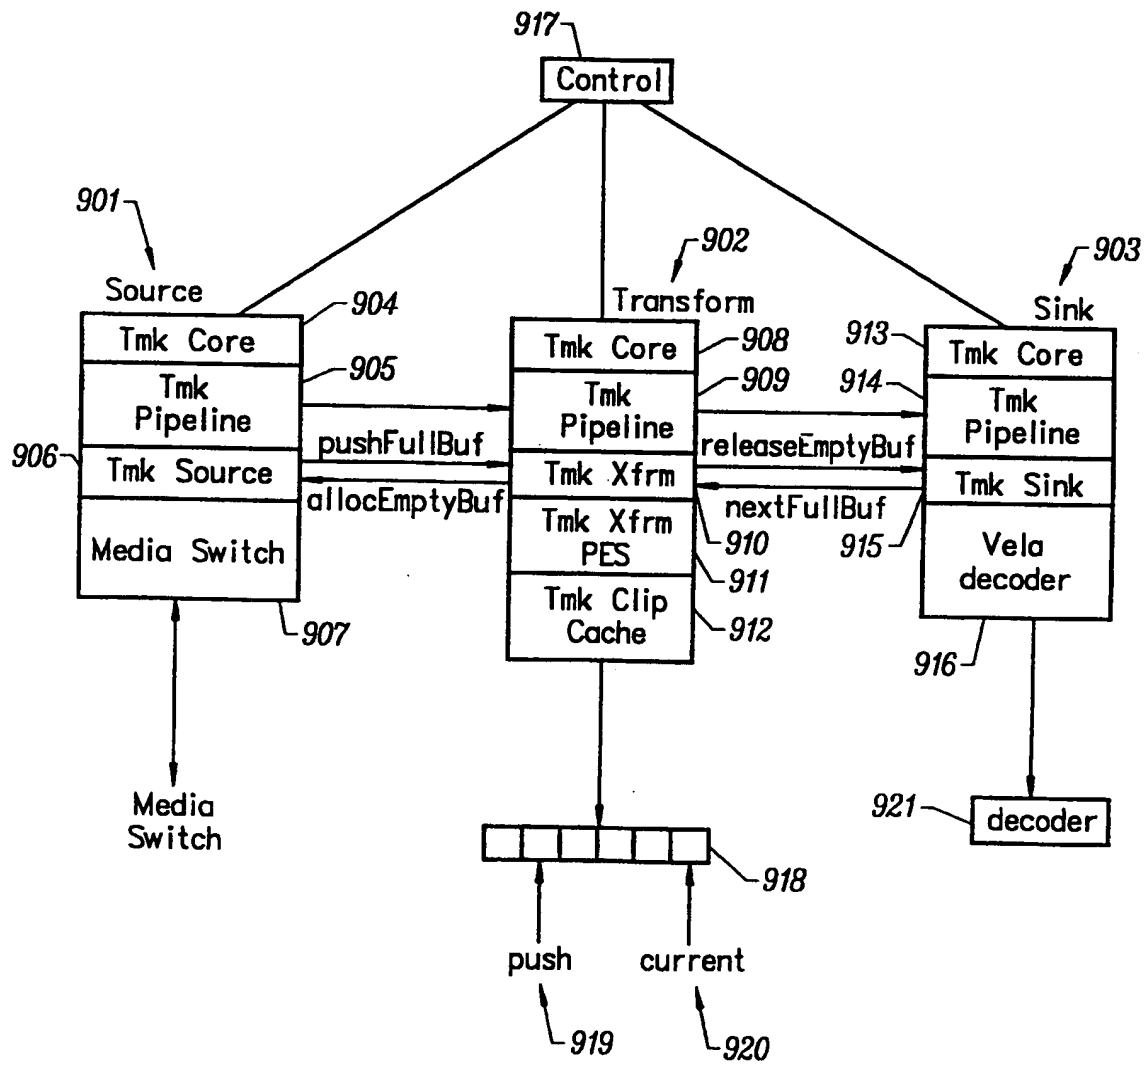 917
Control
901
Source
902
Transform
903
Sink
904
Tmk Core
905
Tmk
Pipeline
906
Tmk Source
Media Switch
907
pushFullBuf
allocEmptyBuf
Tmk Core
908
Tmk
Pipeline
909
Tmk Xfrm
910
Tmk Xfrm
PES
911
Tmk Clip
Cache
912
releaseEmptyBuf
nextFullBuf
913
Tmk Core
914
Tmk
Pipeline
Tmk Sink
915
Vela
decoder
916
Media
Switch
921
decoder
918
push
current
919
920